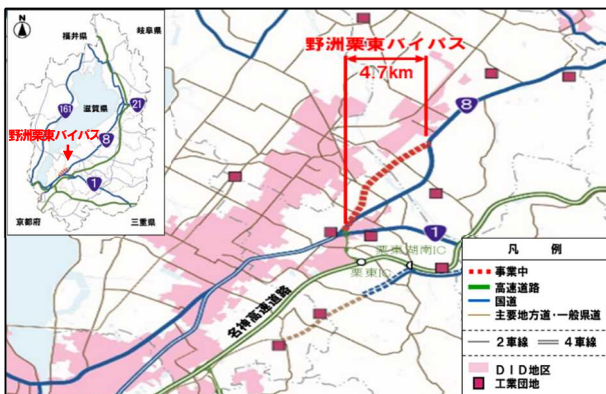 N
福井県
岐阜県
161
滋賀県
21
野洲栗東バイパス
8
1
京都府
三重県
野洲栗東バイパス
4.7km
8
1
栗東湖南IC
栗東IC
名神高速道路
凡 例
事業中
高速道路
国道
主要地方道・一般県道
2車線
4車線
DID地区
工業団地